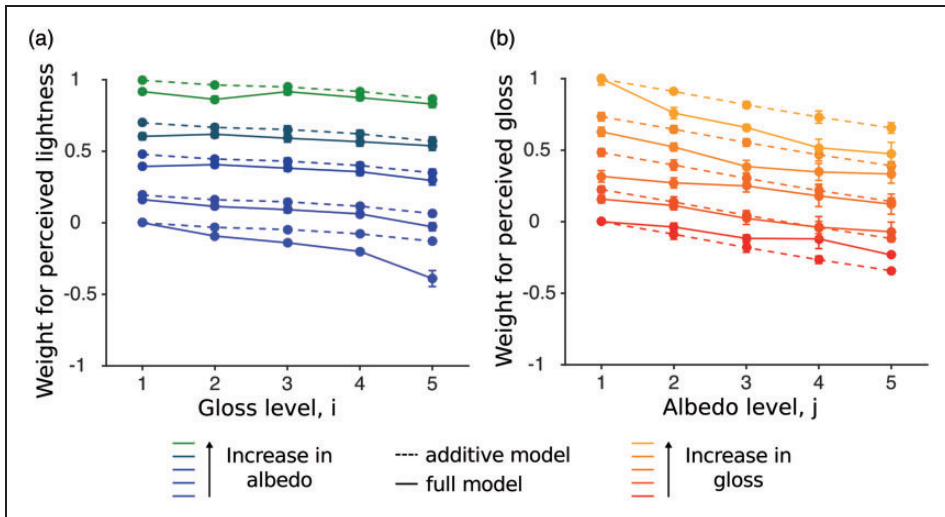 (a)
Weight for perceived lightness
1
0.5
0
-0.5
-1
1 2 3 4 5
Gloss level, i
(b)
Weight for perceived gloss
1
0.5
0
-0.5
-1
1 2 3 4 5
Albedo level, j
Increase in
albedo
additive model
full model
Increase in
gloss